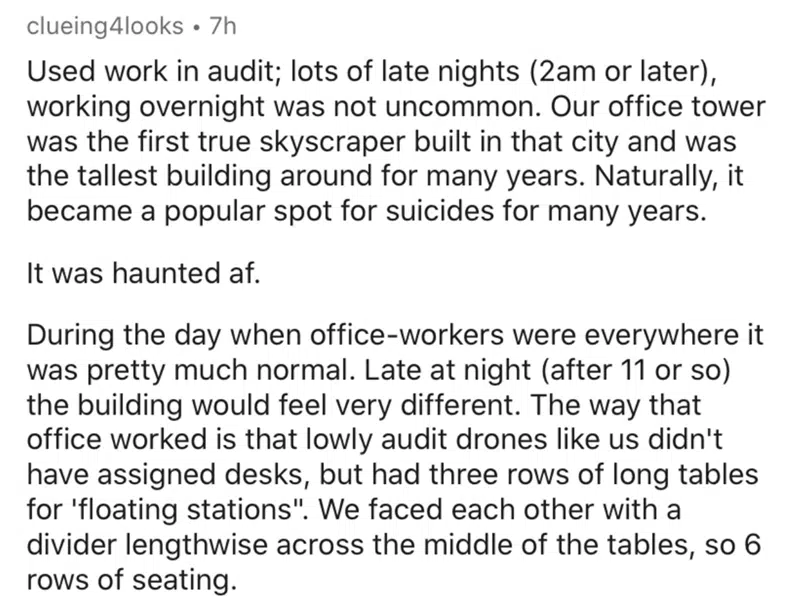 clueing4looks • 7h
Used work in audit; lots of late nights (2am or later),
working overnight was not uncommon. Our office tower
was the first true skyscraper built in that city and was
the tallest building around for many years. Naturally, it
became a popular spot for suicides for many years.
It was haunted af.
During the day when office-workers were everywhere it
was pretty much normal. Late at night (after 11 or so)
the building would feel very different. The way that
office worked is that lowly audit drones like us didn't
have assigned desks, but had three rows of long tables
for 'floating stations". We faced each other with a
divider lengthwise across the middle of the tables, so 6
rows of seating.